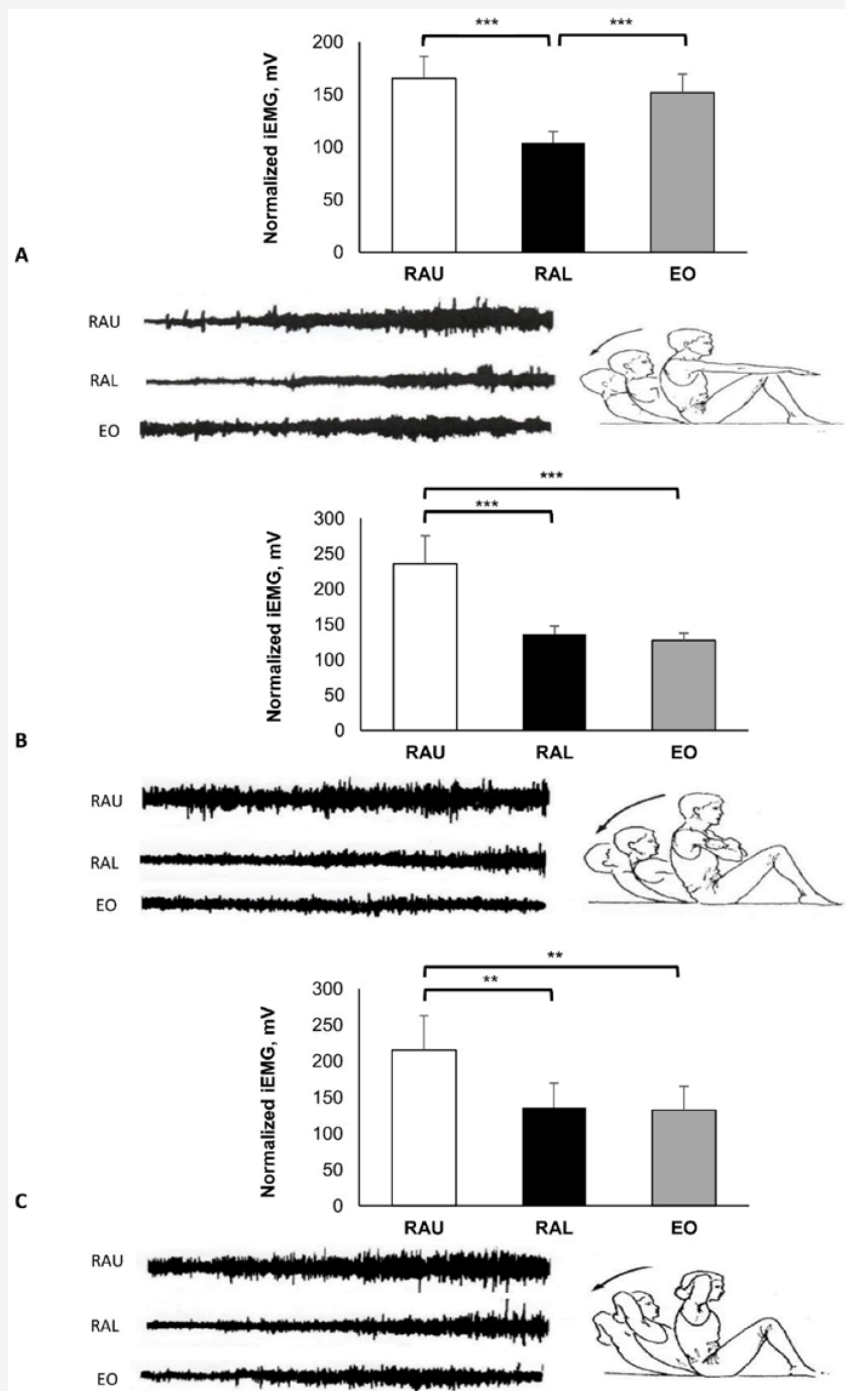 ***
***
200
150
100
50
0
Normalized iEMG, mV
RAU
RAL
EO
A
RAU
RAL
EO
***
***
300
250
200
150
100
50
0
Normalized iEMG, mV
RAU
RAL
EO
B
RAU
RAL
EO
**
**
300
250
200
150
100
50
0
Normalized iEMG, mV
RAU
RAL
EO
C
RAU
RAL
EO